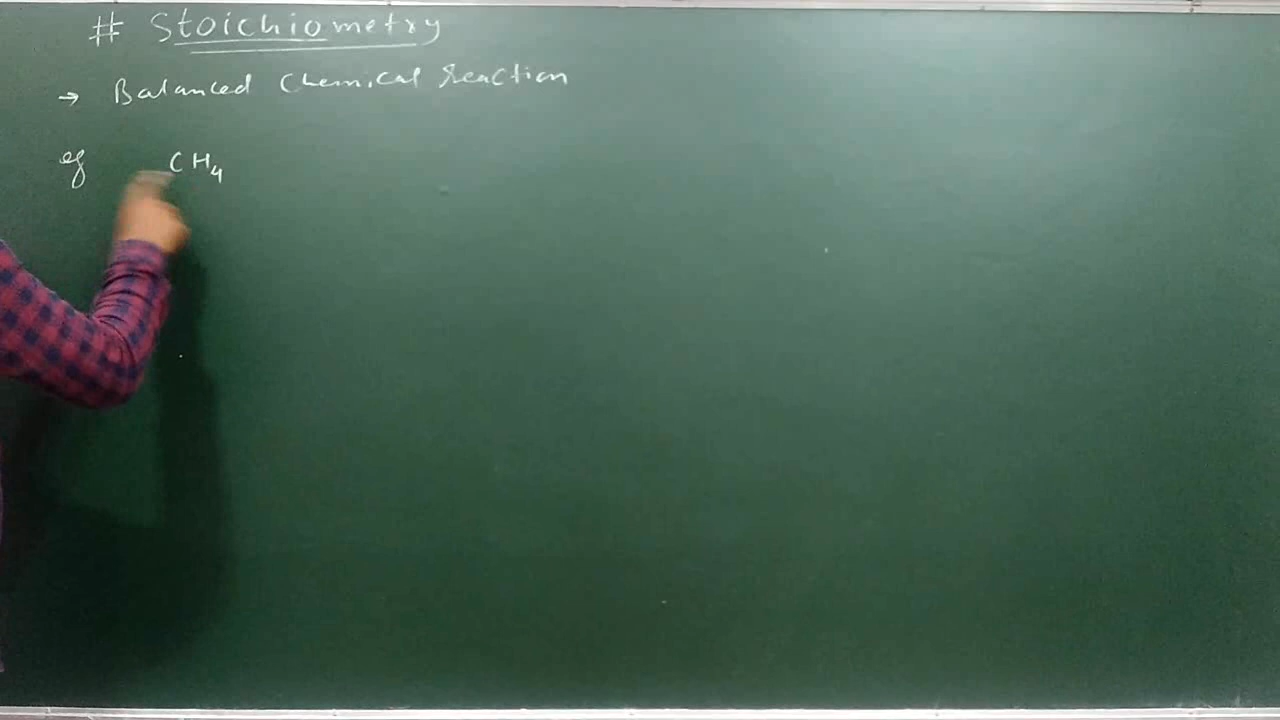 # Stoichiometry
→ Balanced Chemical reaction
eg CH₄